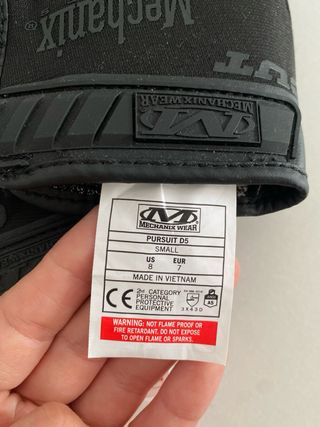 Mechanix®
MECHANIX WEAR
MECHANIX WEAR
PURSUIT D5
SMALL
US EUR
8 7
MADE IN VIETNAM
CE 2nd CATEGORY
PERSONAL
PROTECTIVE
EQUIPMENT
3X43D
WARNING: NOT FLAME PROOF OR
FIRE RETARDANT. DO NOT EXPOSE
TO OPEN FLAME OR SPARKS.